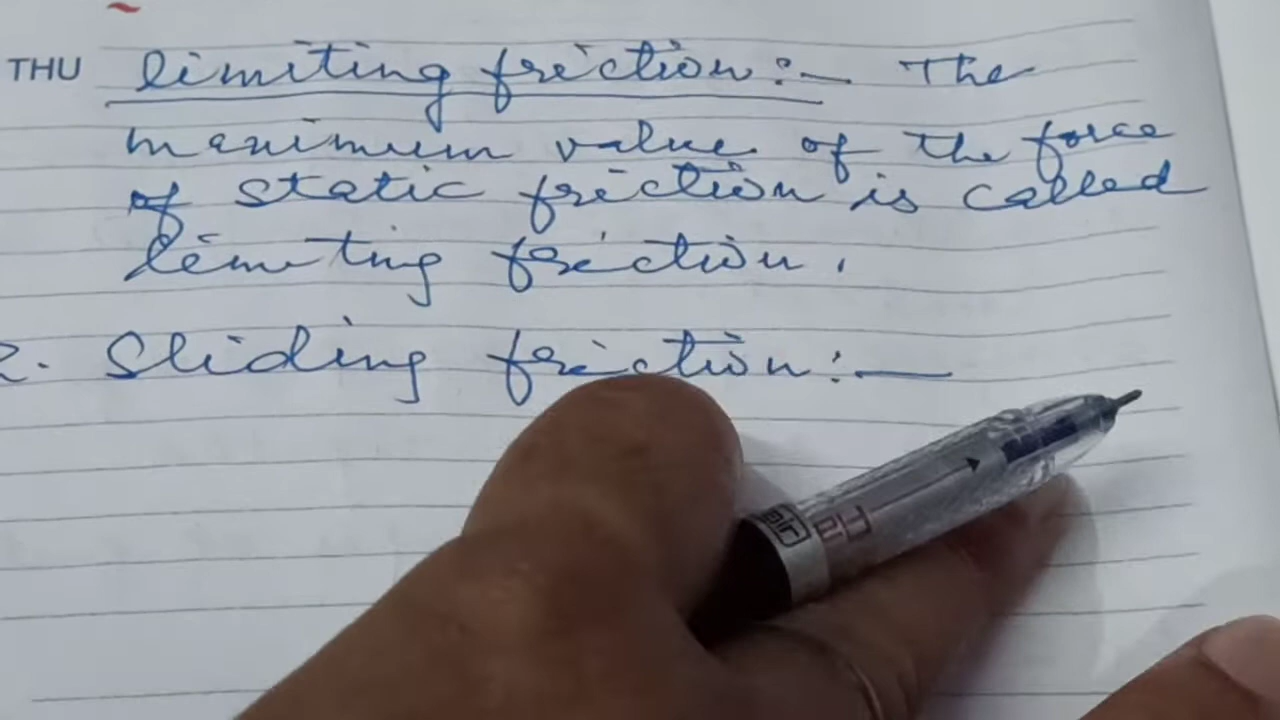 THU limiting friction:— The
maximum value of the force
of static friction is called
limiting friction.
2. Sliding friction:—